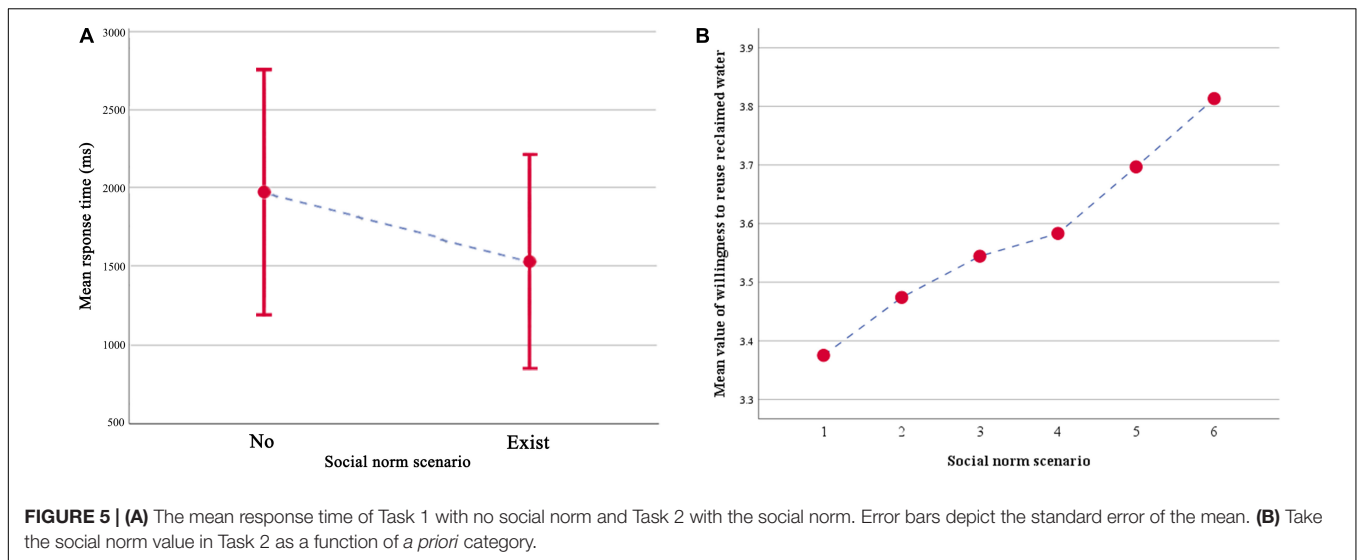 A
3000
2500
2000
1500
1000
500
Mean rsponse time (ms)
No
Exist
Social norm scenario
B
3.9
3.8
3.7
3.6
3.5
3.4
3.3
Mean value of willingness to reuse reclaimed water
1 2 3 4 5 6
Social norm scenario
FIGURE 5 | (A) The mean response time of Task 1 with no social norm and Task 2 with the social norm. Error bars depict the standard error of the mean. (B) Take
the social norm value in Task 2 as a function of a priori category.